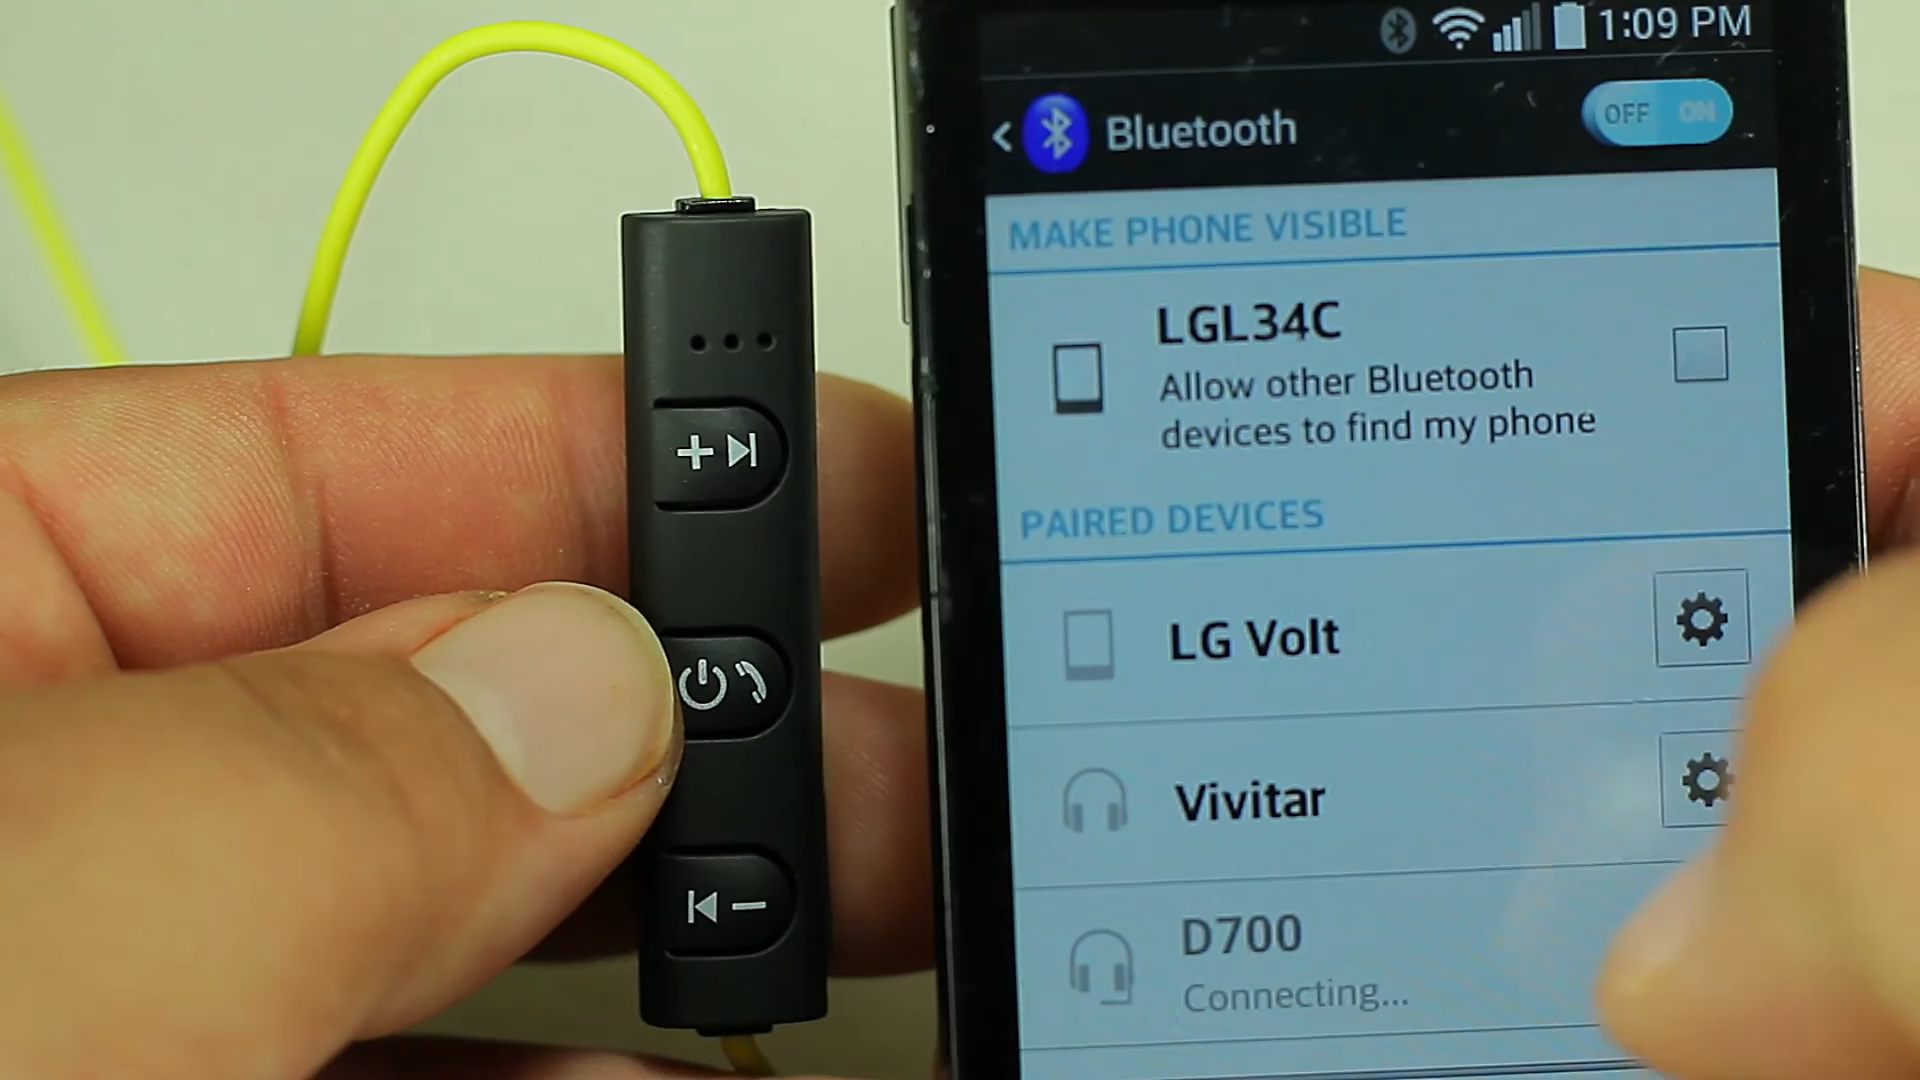 1:09 PM
Bluetooth
OFF ON
MAKE PHONE VISIBLE
LGL34C
Allow other Bluetooth
devices to find my phone
PAIRED DEVICES
LG Volt
Vivitar
D700
Connecting...